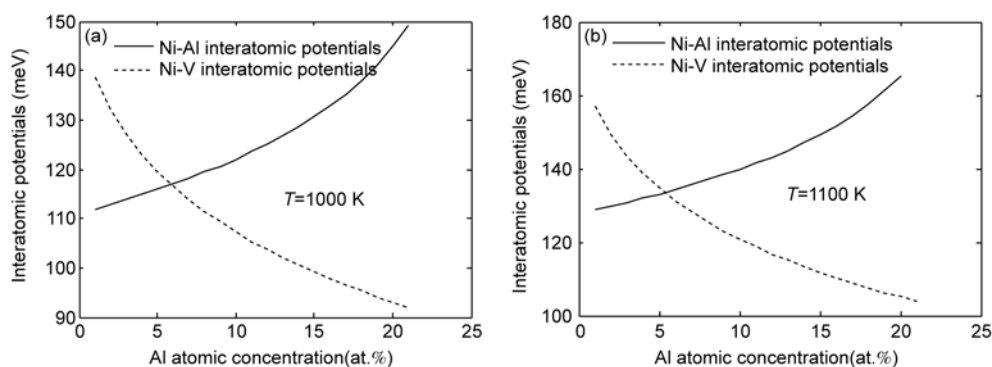 (a)
Ni-Al interatomic potentials
Ni-V interatomic potentials
T=1000 K
Interatomic potentials (meV)
150
140
130
120
110
100
90
0 5 10 15 20 25
Al atomic concentration(at.%)
(b)
Ni-Al interatomic potentials
Ni-V interatomic potentials
T=1100 K
Interatomic potentials (meV)
180
160
140
120
100
0 5 10 15 20 25
Al atomic concentration(at.%)